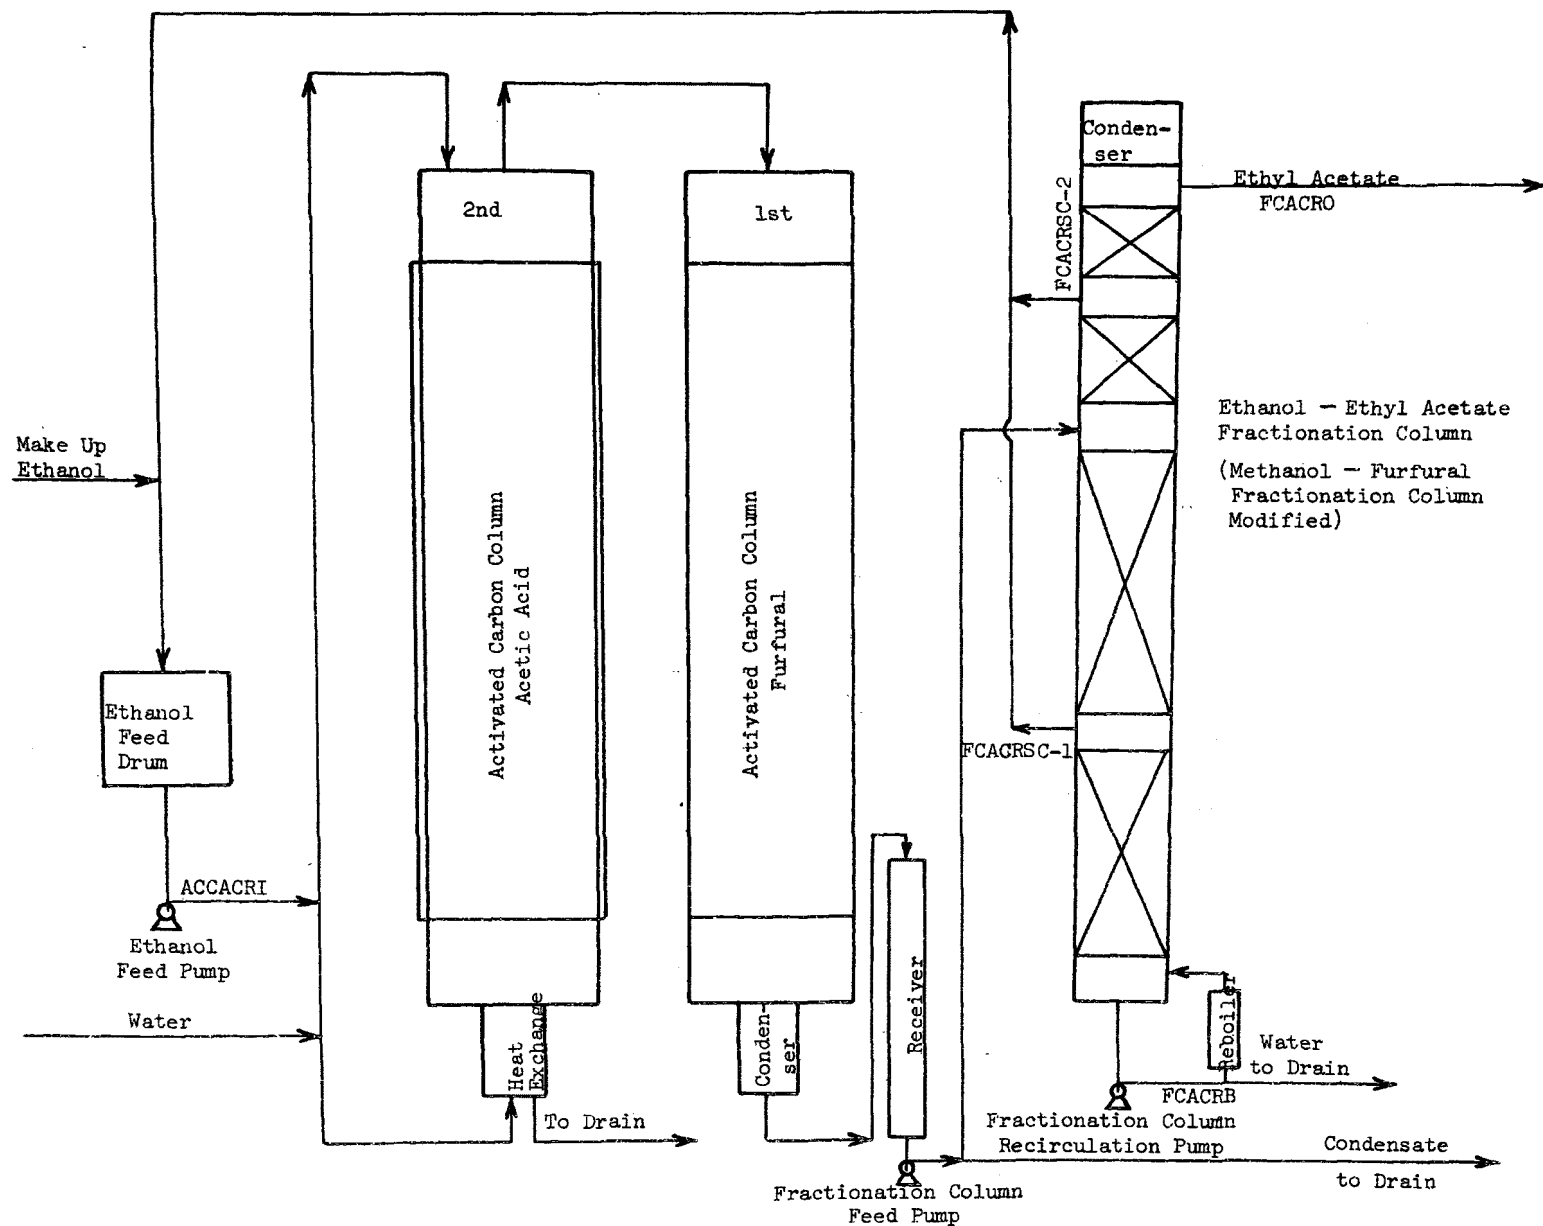 Conden-
ser
Ethyl Acetate
FCACRO
FCACRSC-2
2nd
1st
Ethanol — Ethyl Acetate
Fractionation Column
(Methanol — Furfural
Fractionation Column
Modified)
Make Up
Ethanol
Activated Carbon Column
Acetic Acid
Activated Carbon Column
Furfural
Ethanol
Feed
Drum
FCACRSC-1
ACCACRI
Ethanol
Feed Pump
Water
Heat
Exchange
Conden-
ser
Receiver
Reboiler
Water
to Drain
To Drain
FCACRB
Fractionation Column
Recirculation Pump
Condensate
to Drain
Fractionation Column
Feed Pump